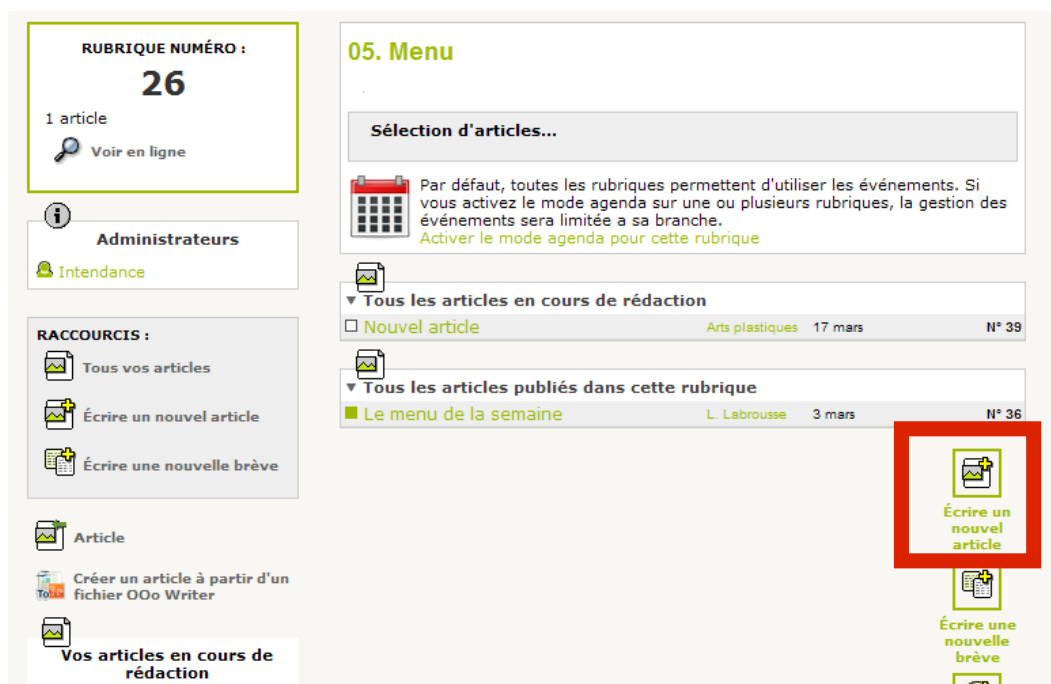 RUBRIQUE NUMÉRO :
26
1 article
Voir en ligne
Administrateurs
Intendance
RACCOURCIS :
Tous vos articles
Écrire un nouvel article
Écrire une nouvelle brève
Article
Créer un article à partir d'un
fichier OOo Writer
Vos articles en cours de
rédaction
05. Menu
Sélection d'articles...
Par défaut, toutes les rubriques permettent d'utiliser les événements. Si
vous activez le mode agenda sur une ou plusieurs rubriques, la gestion des
événements sera limitée a sa branche.
Activer le mode agenda pour cette rubrique
Tous les articles en cours de rédaction
Nouvel article Arts plastiques 17 mars N° 39
Tous les articles publiés dans cette rubrique
Le menu de la semaine L. Labrousse 3 mars N° 36
Écrire un
nouvel
article
Écrire une
nouvelle
brève